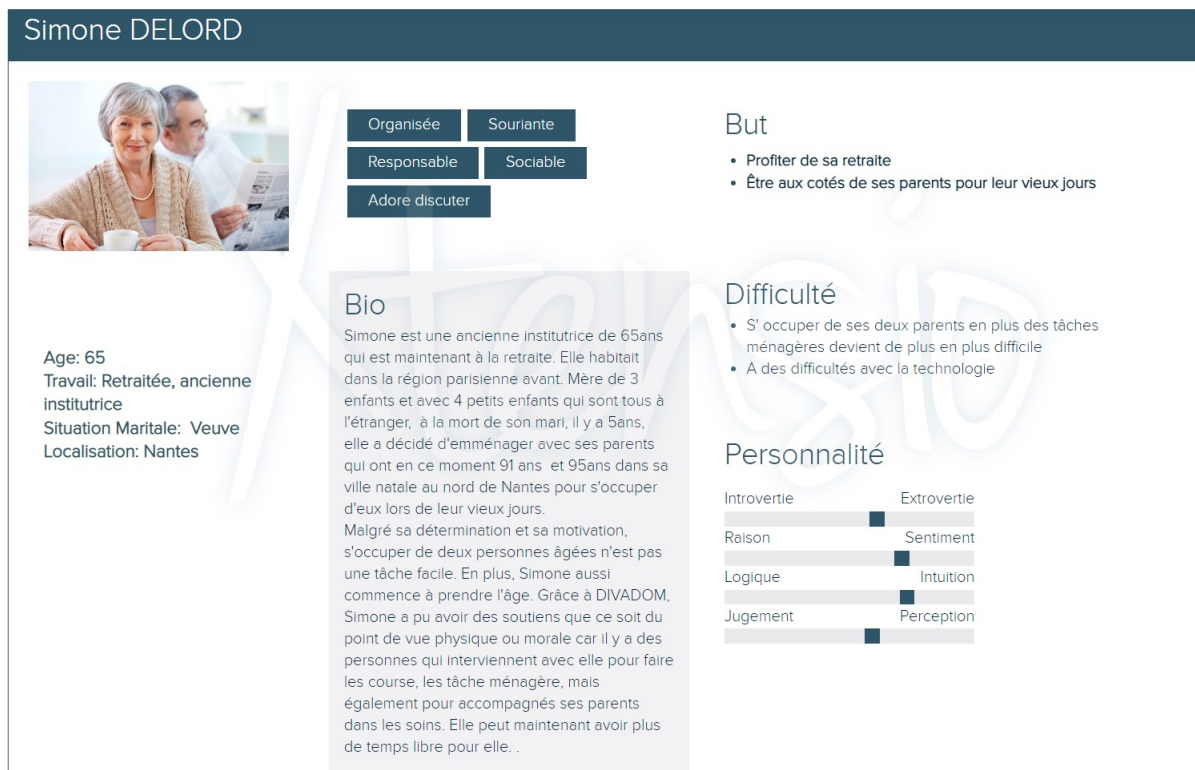 Simone DELORD
Organisée
Souriante
Responsable
Sociable
Adore discuter
But
• Profiter de sa retraite
• Être aux cotés de ses parents pour leur vieux jours
Age: 65
Travail: Retraitée, ancienne
institutrice
Situation Maritale: Veuve
Localisation: Nantes
Bio
Simone est une ancienne institutrice de 65ans
qui est maintenant à la retraite. Elle habitait
dans la région parisienne avant. Mère de 3
enfants et avec 4 petits enfants qui sont tous à
l'étranger, à la mort de son mari, il y a 5ans,
elle a décidé d'emménager avec ses parents
qui ont en ce moment 91 ans et 95ans dans sa
ville natale au nord de Nantes pour s'occuper
d'eux lors de leur vieux jours.
Malgré sa détermination et sa motivation,
s'occuper de deux personnes âgées n'est pas
une tâche facile. En plus, Simone aussi
commence à prendre l'âge. Grâce à DIVADOM,
Simone a pu avoir des soutiens que ce soit du
point de vue physique ou morale car il y a des
personnes qui interviennent avec elle pour faire
les course, les tâche ménagère, mais
également pour accompagnés ses parents
dans les soins. Elle peut maintenant avoir plus
de temps libre pour elle. .
Difficulté
• S' occuper de ses deux parents en plus des tâches
ménagères devient de plus en plus difficile
• A des difficultés avec la technologie
Personnalité
Introvertie Extrovertie
Raison Sentiment
Logique Intuition
Jugement Perception
Xtensio